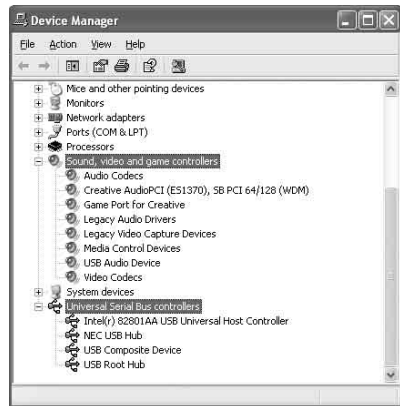 Device Manager
File Action View Help
Mice and other pointing devices
Monitors
Network adapters
Ports (COM & LPT)
Processors
Sound, video and game controllers
Audio Codecs
Creative AudioPCI (ES1370), SB PCI 64/128 (WDM)
Game Port for Creative
Legacy Audio Drivers
Legacy Video Capture Devices
Media Control Devices
USB Audio Device
Video Codecs
System devices
Universal Serial Bus controllers
Intel(r) 82801AA USB Universal Host Controller
NEC USB Hub
USB Composite Device
USB Root Hub